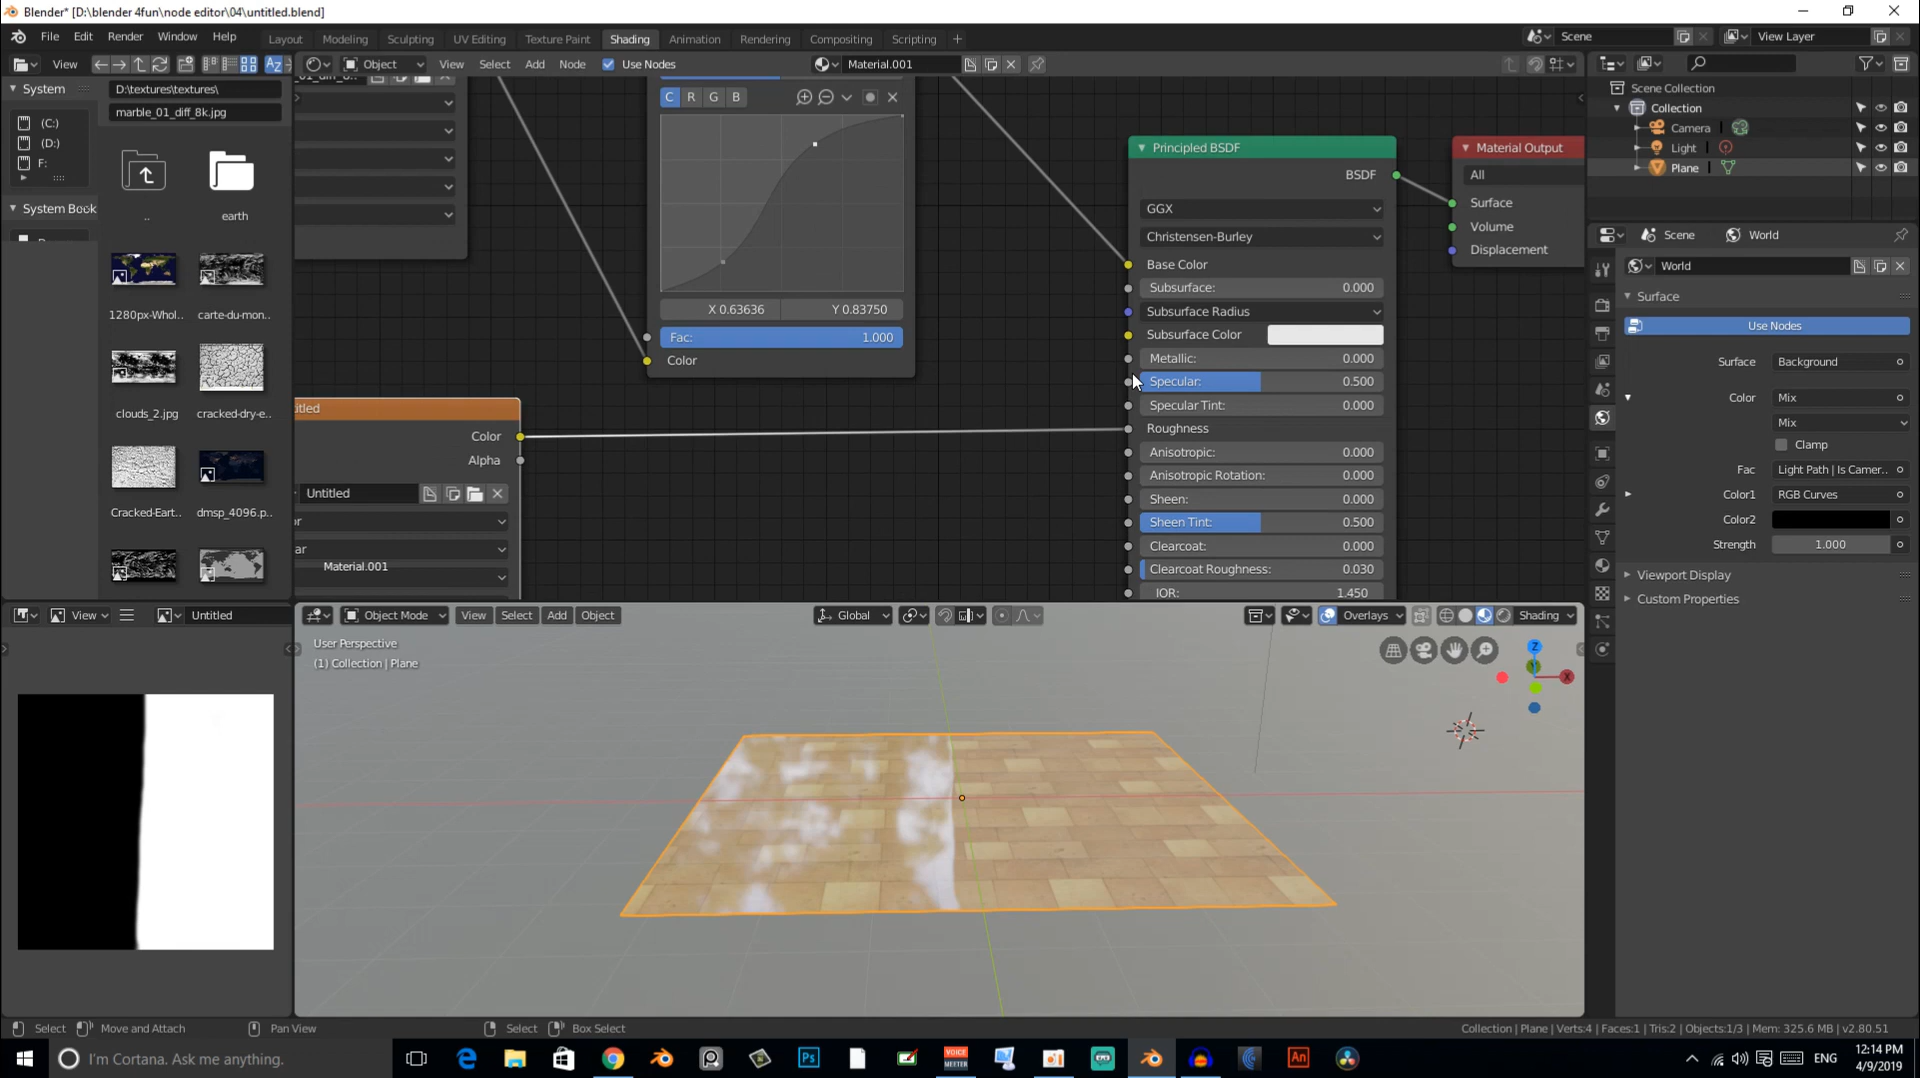 Blender* [D:\blender 4fun\node editor\04\untitled.blend]
File Edit Render Window Help
Layout Modeling Sculpting UV Editing Texture Paint Shading Animation Rendering Compositing Scripting +
Scene View Layer
View
Object View Select Add Node Use Nodes Material.001
System
D:\textures\textures\
marble_01_diff_8k.jpg
(C:)
(D:)
F:
System Book
..
earth
1280px-Whol..
carte-du-mon..
clouds_2.jpg
cracked-dry-e..
Cracked-Eart..
dmsp_4096.p..
C R G B
X 0.63636 Y 0.83750
Fac: 1.000
Color
Color
Alpha
Untitled
Material.001
Principled BSDF
BSDF
GGX
Christensen-Burley
Base Color
Subsurface: 0.000
Subsurface Radius
Subsurface Color
Metallic: 0.000
Specular: 0.500
Specular Tint: 0.000
Roughness
Anisotropic: 0.000
Anisotropic Rotation: 0.000
Sheen: 0.000
Sheen Tint: 0.500
Clearcoat: 0.000
Clearcoat Roughness: 0.030
IOR: 1.450
Material Output
All
Surface
Volume
Displacement
Scene Collection
Collection
Camera
Light
Plane
Scene World
World
Surface
Use Nodes
Surface Background
Color Mix
Mix
Clamp
Fac Light Path | Is Camer..
Color1 RGB Curves
Color2
Strength 1.000
Viewport Display
Custom Properties
View Untitled
Object Mode View Select Add Object Global Overlays Shading
User Perspective
(1) Collection | Plane
Z
Y
X
Select Move and Attach Pan View Select Box Select
Collection | Plane | Verts:4 | Faces:1 | Tris:2 | Objects:1/3 | Mem: 325.6 MB | v2.80.51
I'm Cortana. Ask me anything.
Ps
VOICE MEETER
An
ENG
12:14 PM
4/9/2019